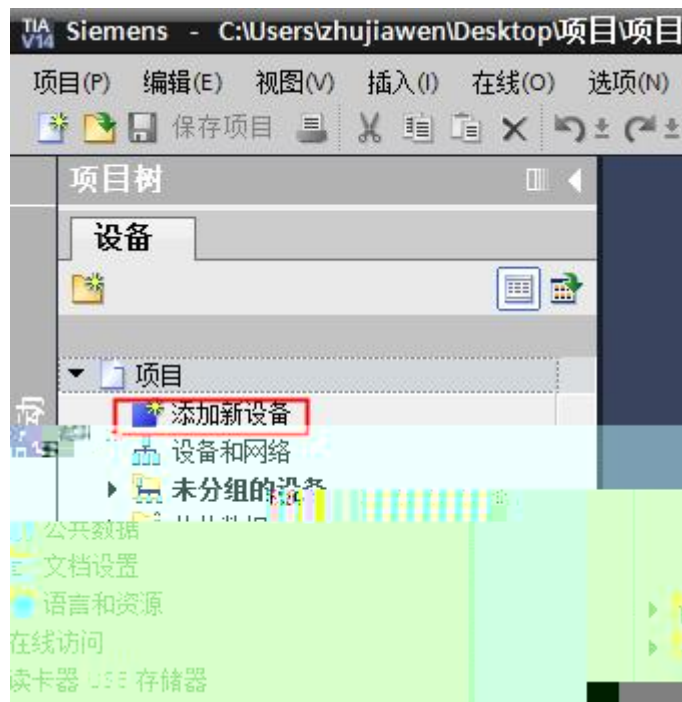 TIA V14 Siemens - C:\Users\zhujiawen\Desktop\项目\项目
项目(P) 编辑(E) 视图(V) 插入(I) 在线(O) 选项(N)
保存项目
项目树
设备
项目
添加新设备
设备和网络
未分组的设备
公共数据
文档设置
语言和资源
在线访问
读卡器 USB 存储器